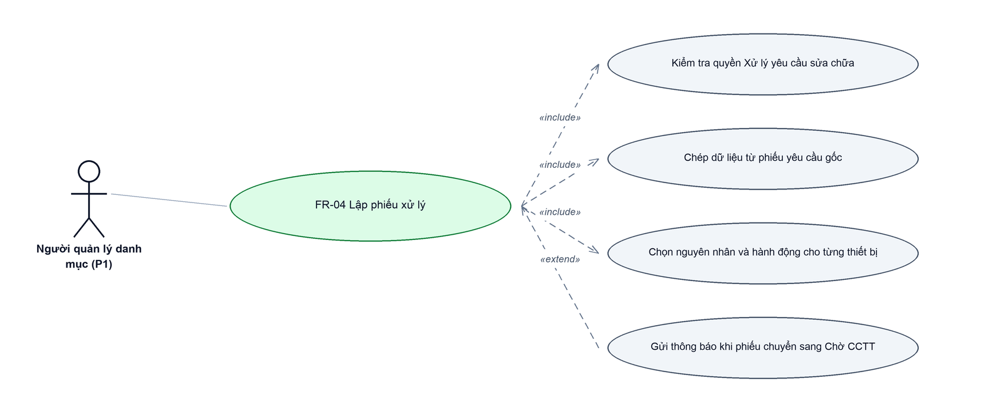 Kiểm tra quyền Xử lý yêu cầu sửa chữa
«include»
Chép dữ liệu từ phiếu yêu cầu gốc
«include»
FR-04 Lập phiếu xử lý
«include»
Người quản lý danh
mục (P1)
Chọn nguyên nhân và hành động cho từng thiết bị
«extend»
Gửi thông báo khi phiếu chuyển sang Chờ CCTT